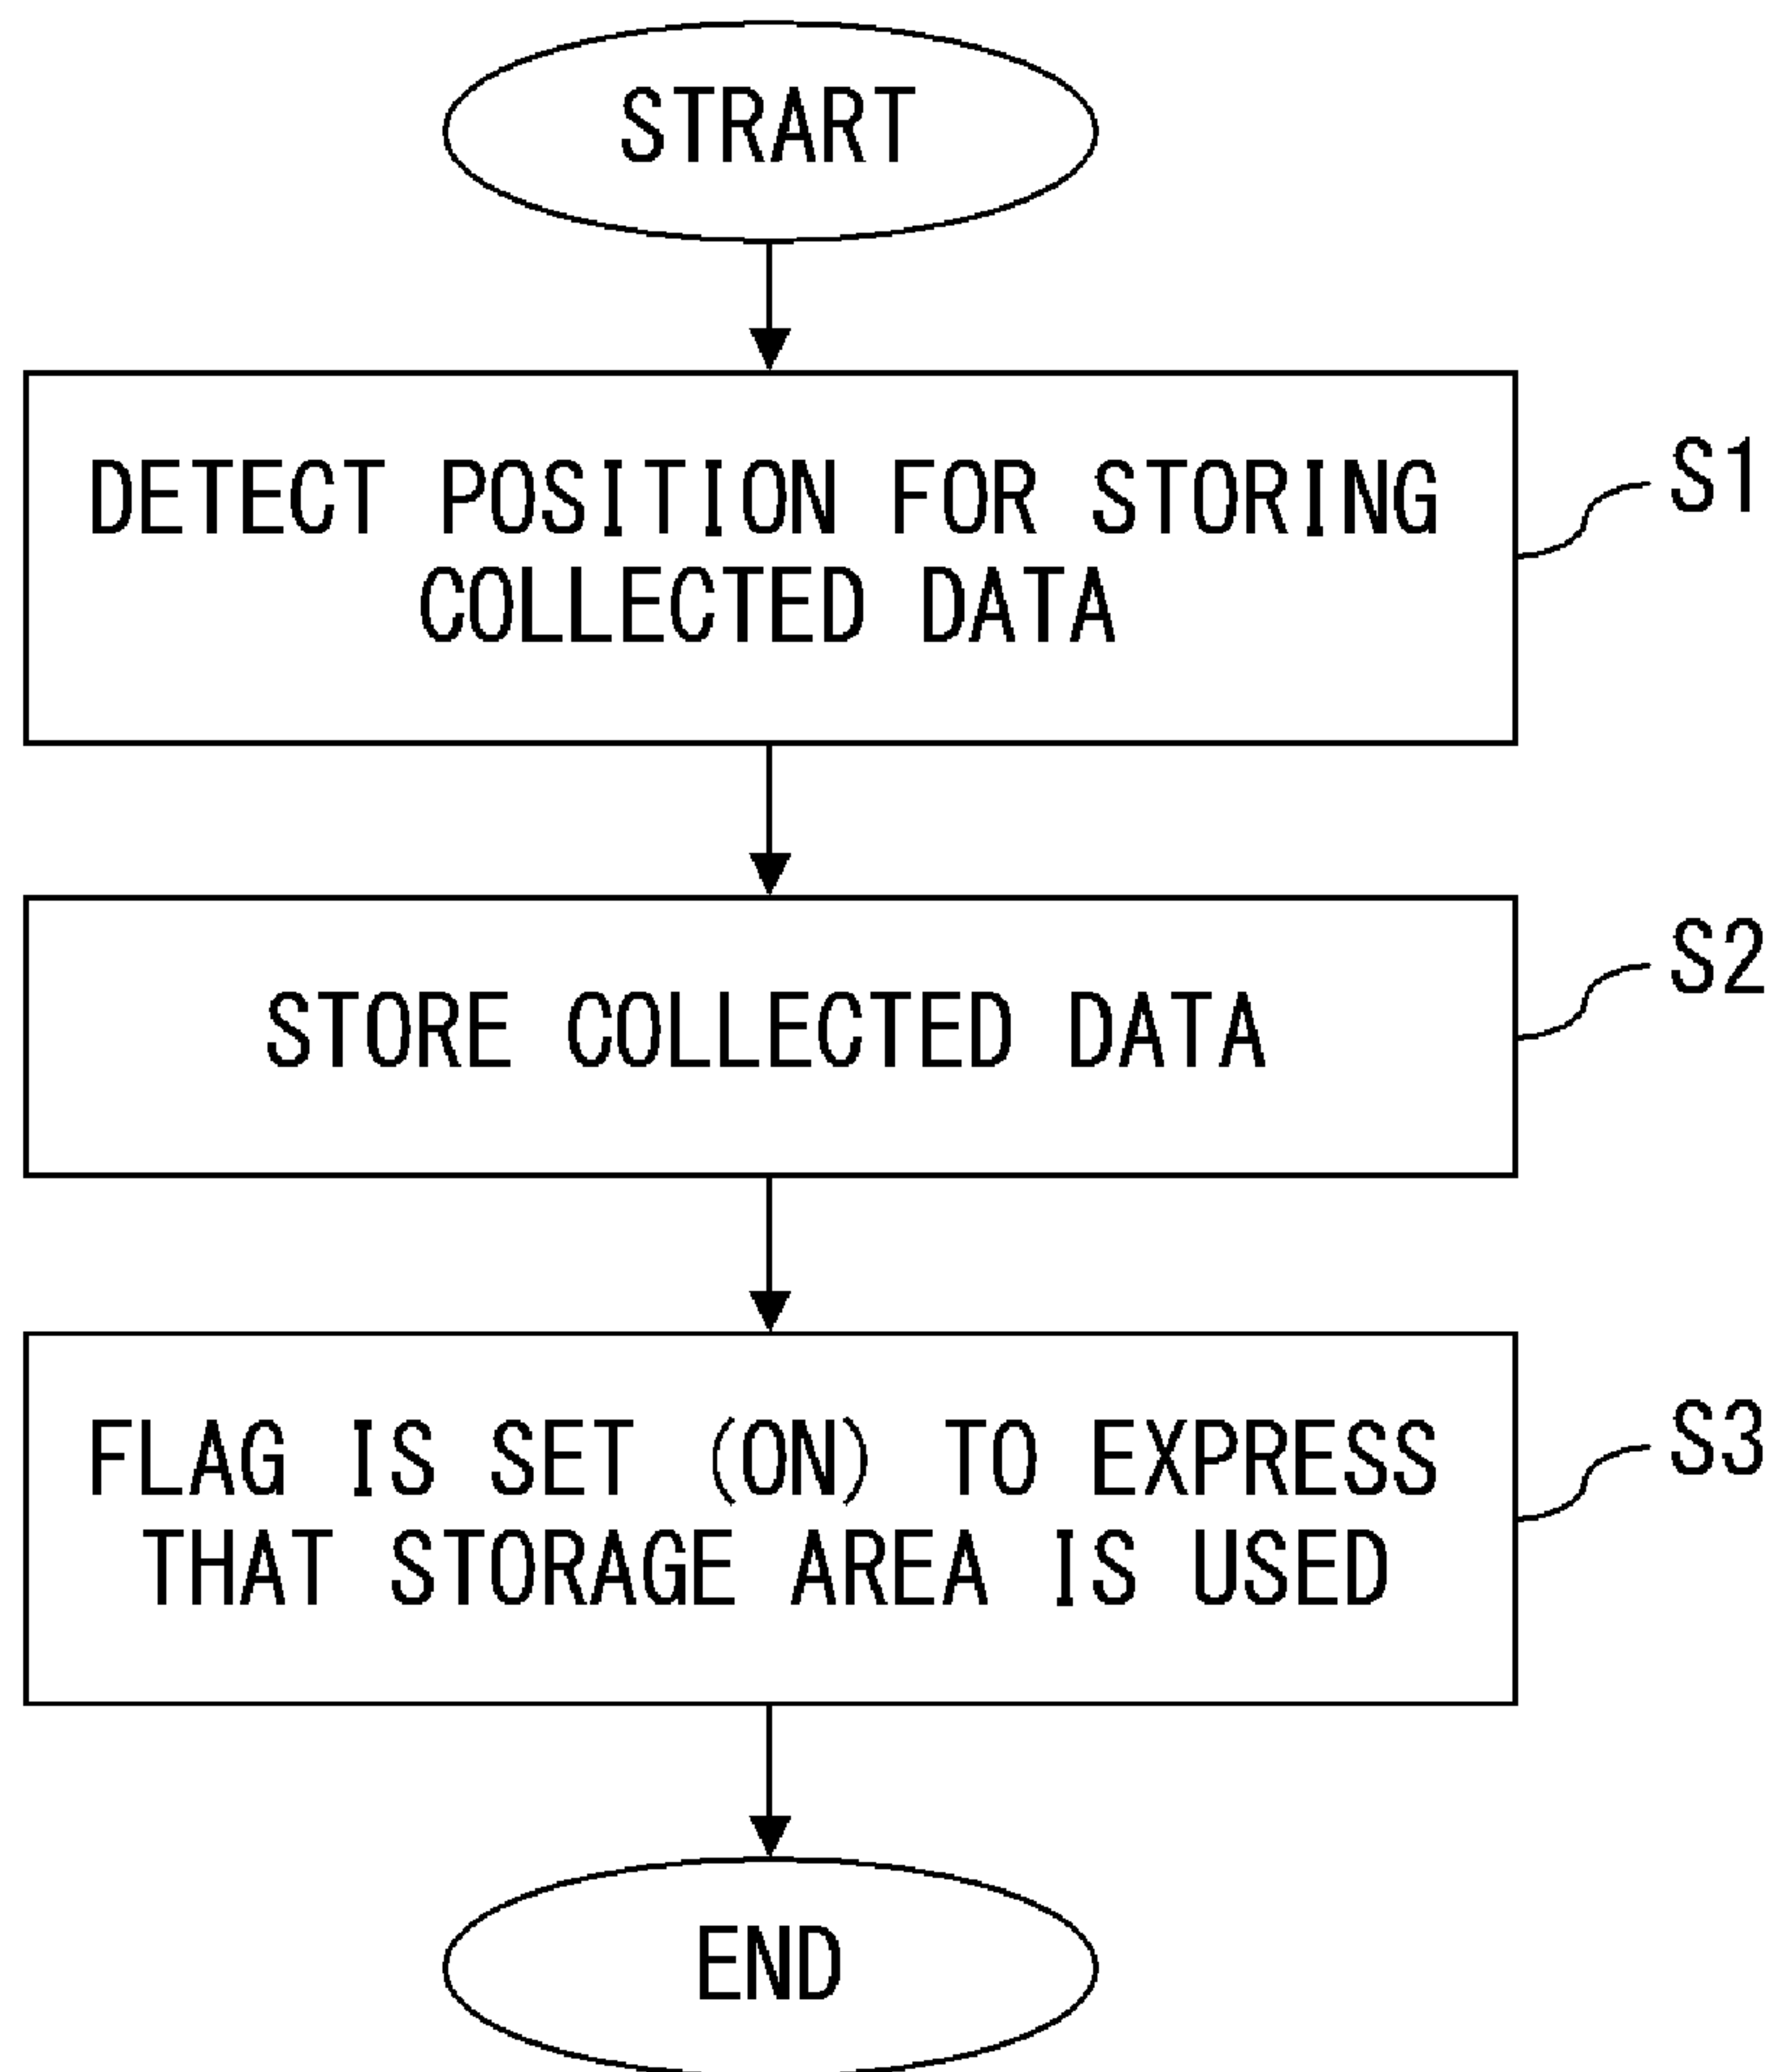 STRART
DETECT POSITION FOR STORING
COLLECTED DATA
S1
STORE COLLECTED DATA
S2
FLAG IS SET (ON) TO EXPRESS
THAT STORAGE AREA IS USED
S3
END